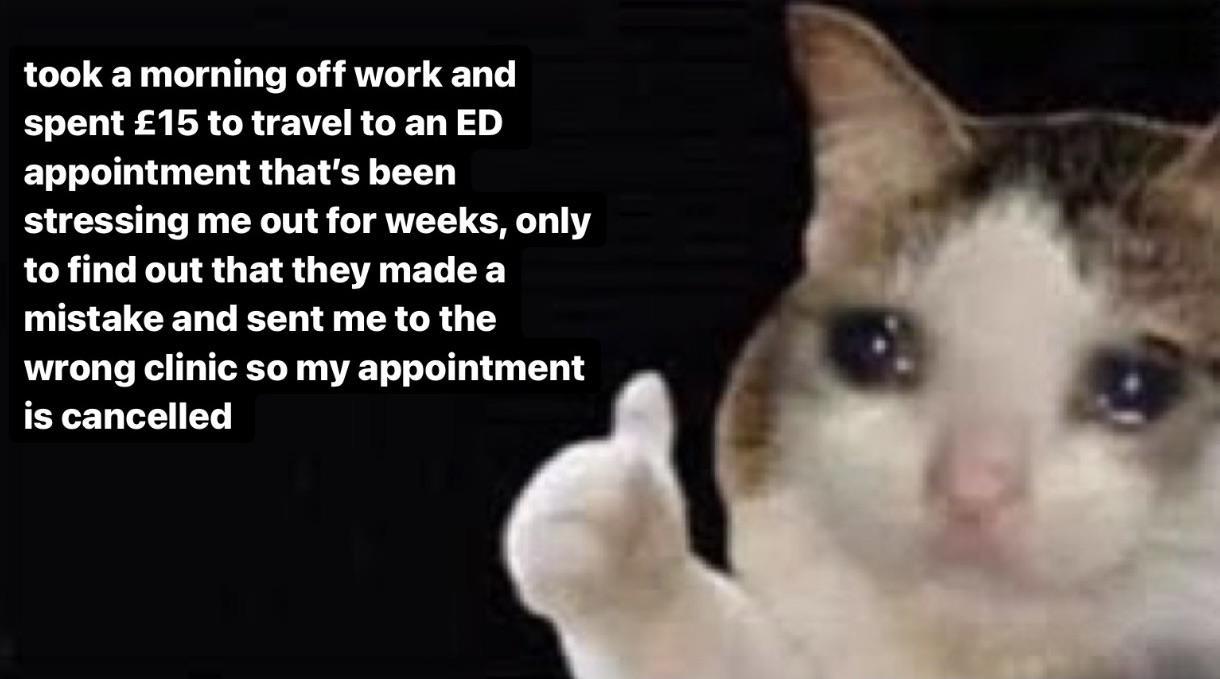 took a morning off work and
spent £15 to travel to an ED
appointment that’s been
stressing me out for weeks, only
to find out that they made a
mistake and sent me to the
wrong clinic so my appointment
is cancelled